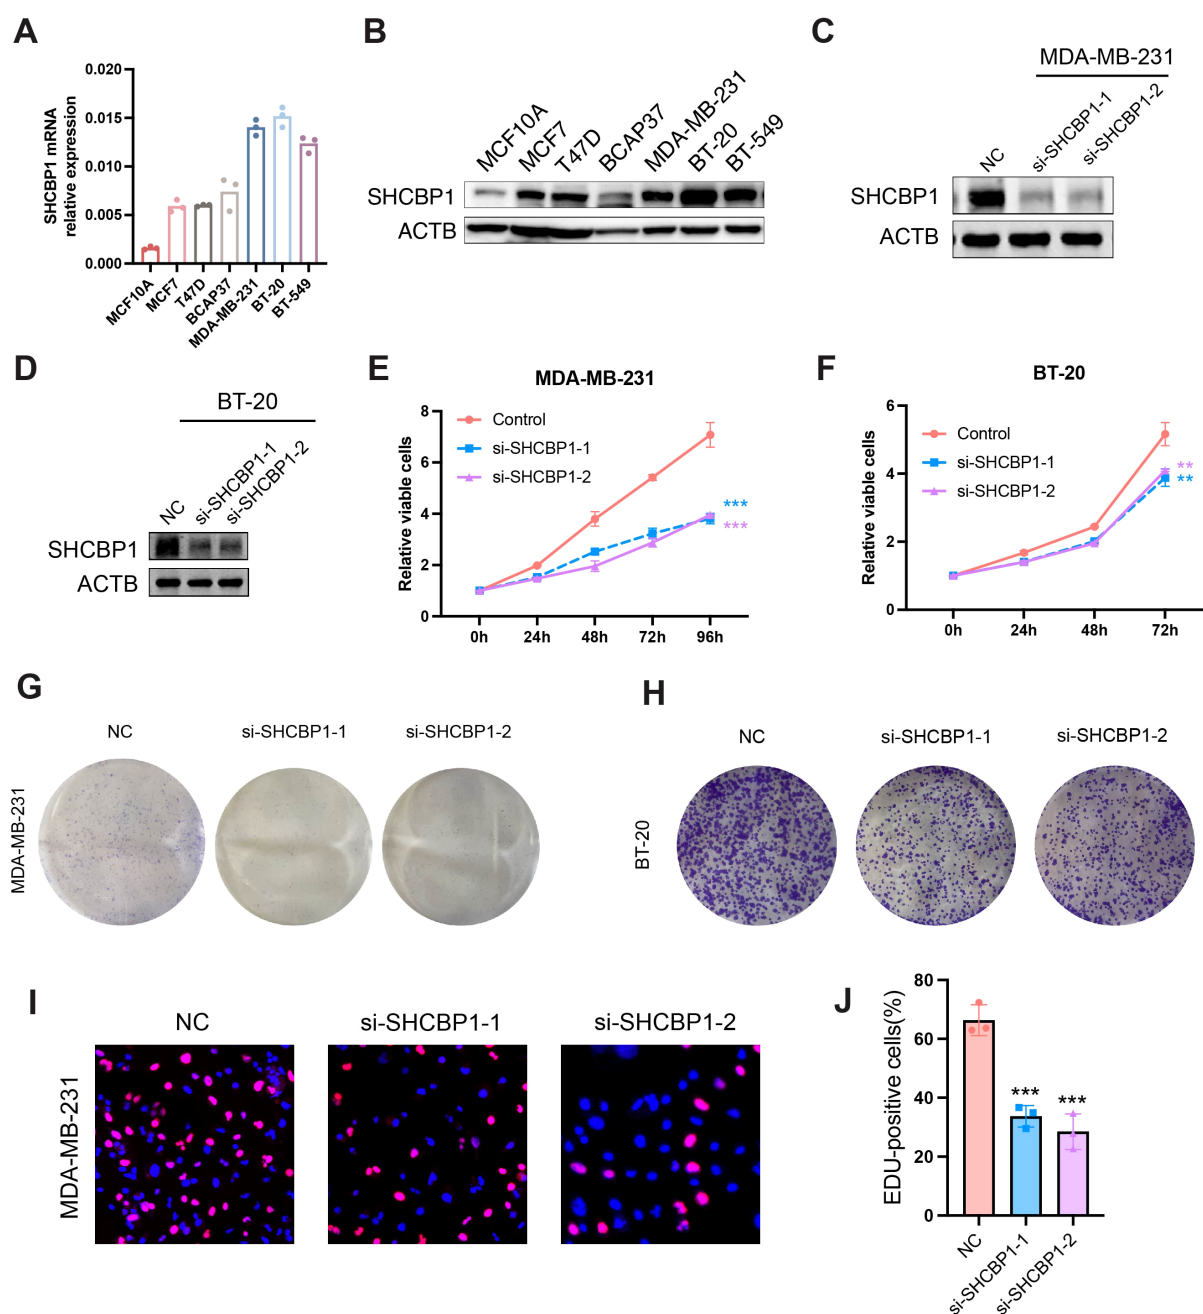 A
SHCBP1 mRNA
relative expression
0.020
0.015
0.010
0.005
0.000
MCF10A
MCF7
T47D
BCAP37
MDA-MB-231
BT-20
BT-549
B
MCF10A
MCF7
T47D
BCAP37
MDA-MB-231
BT-20
BT-549
SHCBP1
ACTB
C
MDA-MB-231
NC
si-SHCBP1-1
si-SHCBP1-2
SHCBP1
ACTB
D
BT-20
NC
si-SHCBP1-1
si-SHCBP1-2
SHCBP1
ACTB
E
MDA-MB-231
Relative viable cells
8
6
4
2
0
Control
si-SHCBP1-1
si-SHCBP1-2
***
***
0h
24h
48h
72h
96h
F
BT-20
Relative viable cells
6
4
2
0
Control
si-SHCBP1-1
si-SHCBP1-2
**
**
0h
24h
48h
72h
G
NC
si-SHCBP1-1
si-SHCBP1-2
MDA-MB-231
H
NC
si-SHCBP1-1
si-SHCBP1-2
BT-20
I
NC
si-SHCBP1-1
si-SHCBP1-2
MDA-MB-231
J
EDU-positive cells(%)
80
60
40
20
0
***
***
NC
si-SHCBP1-1
si-SHCBP1-2